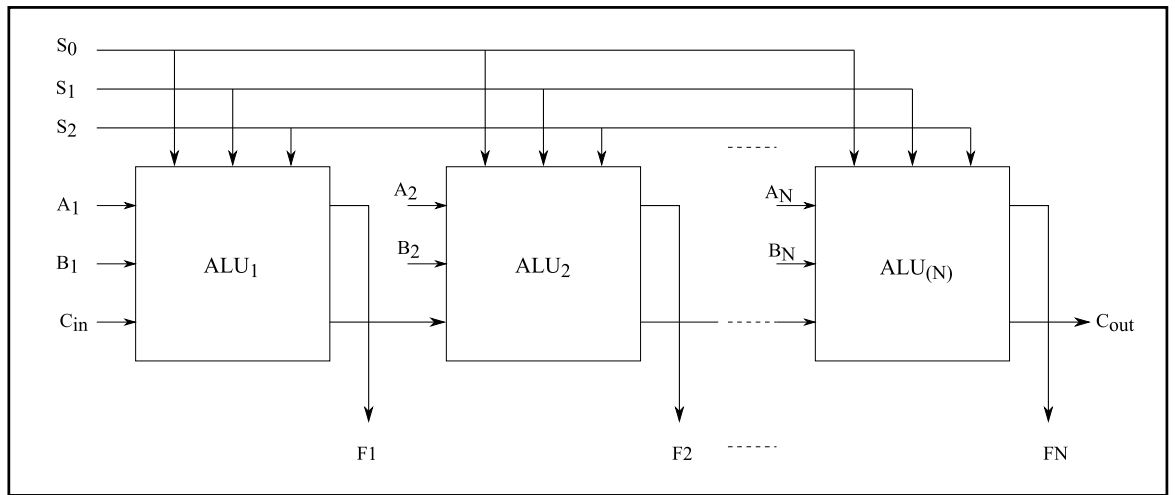 S0
S1
S2
A1
B1
Cin
ALU1
A2
B2
ALU2
AN
BN
ALU(N)
Cout
F1
F2
FN